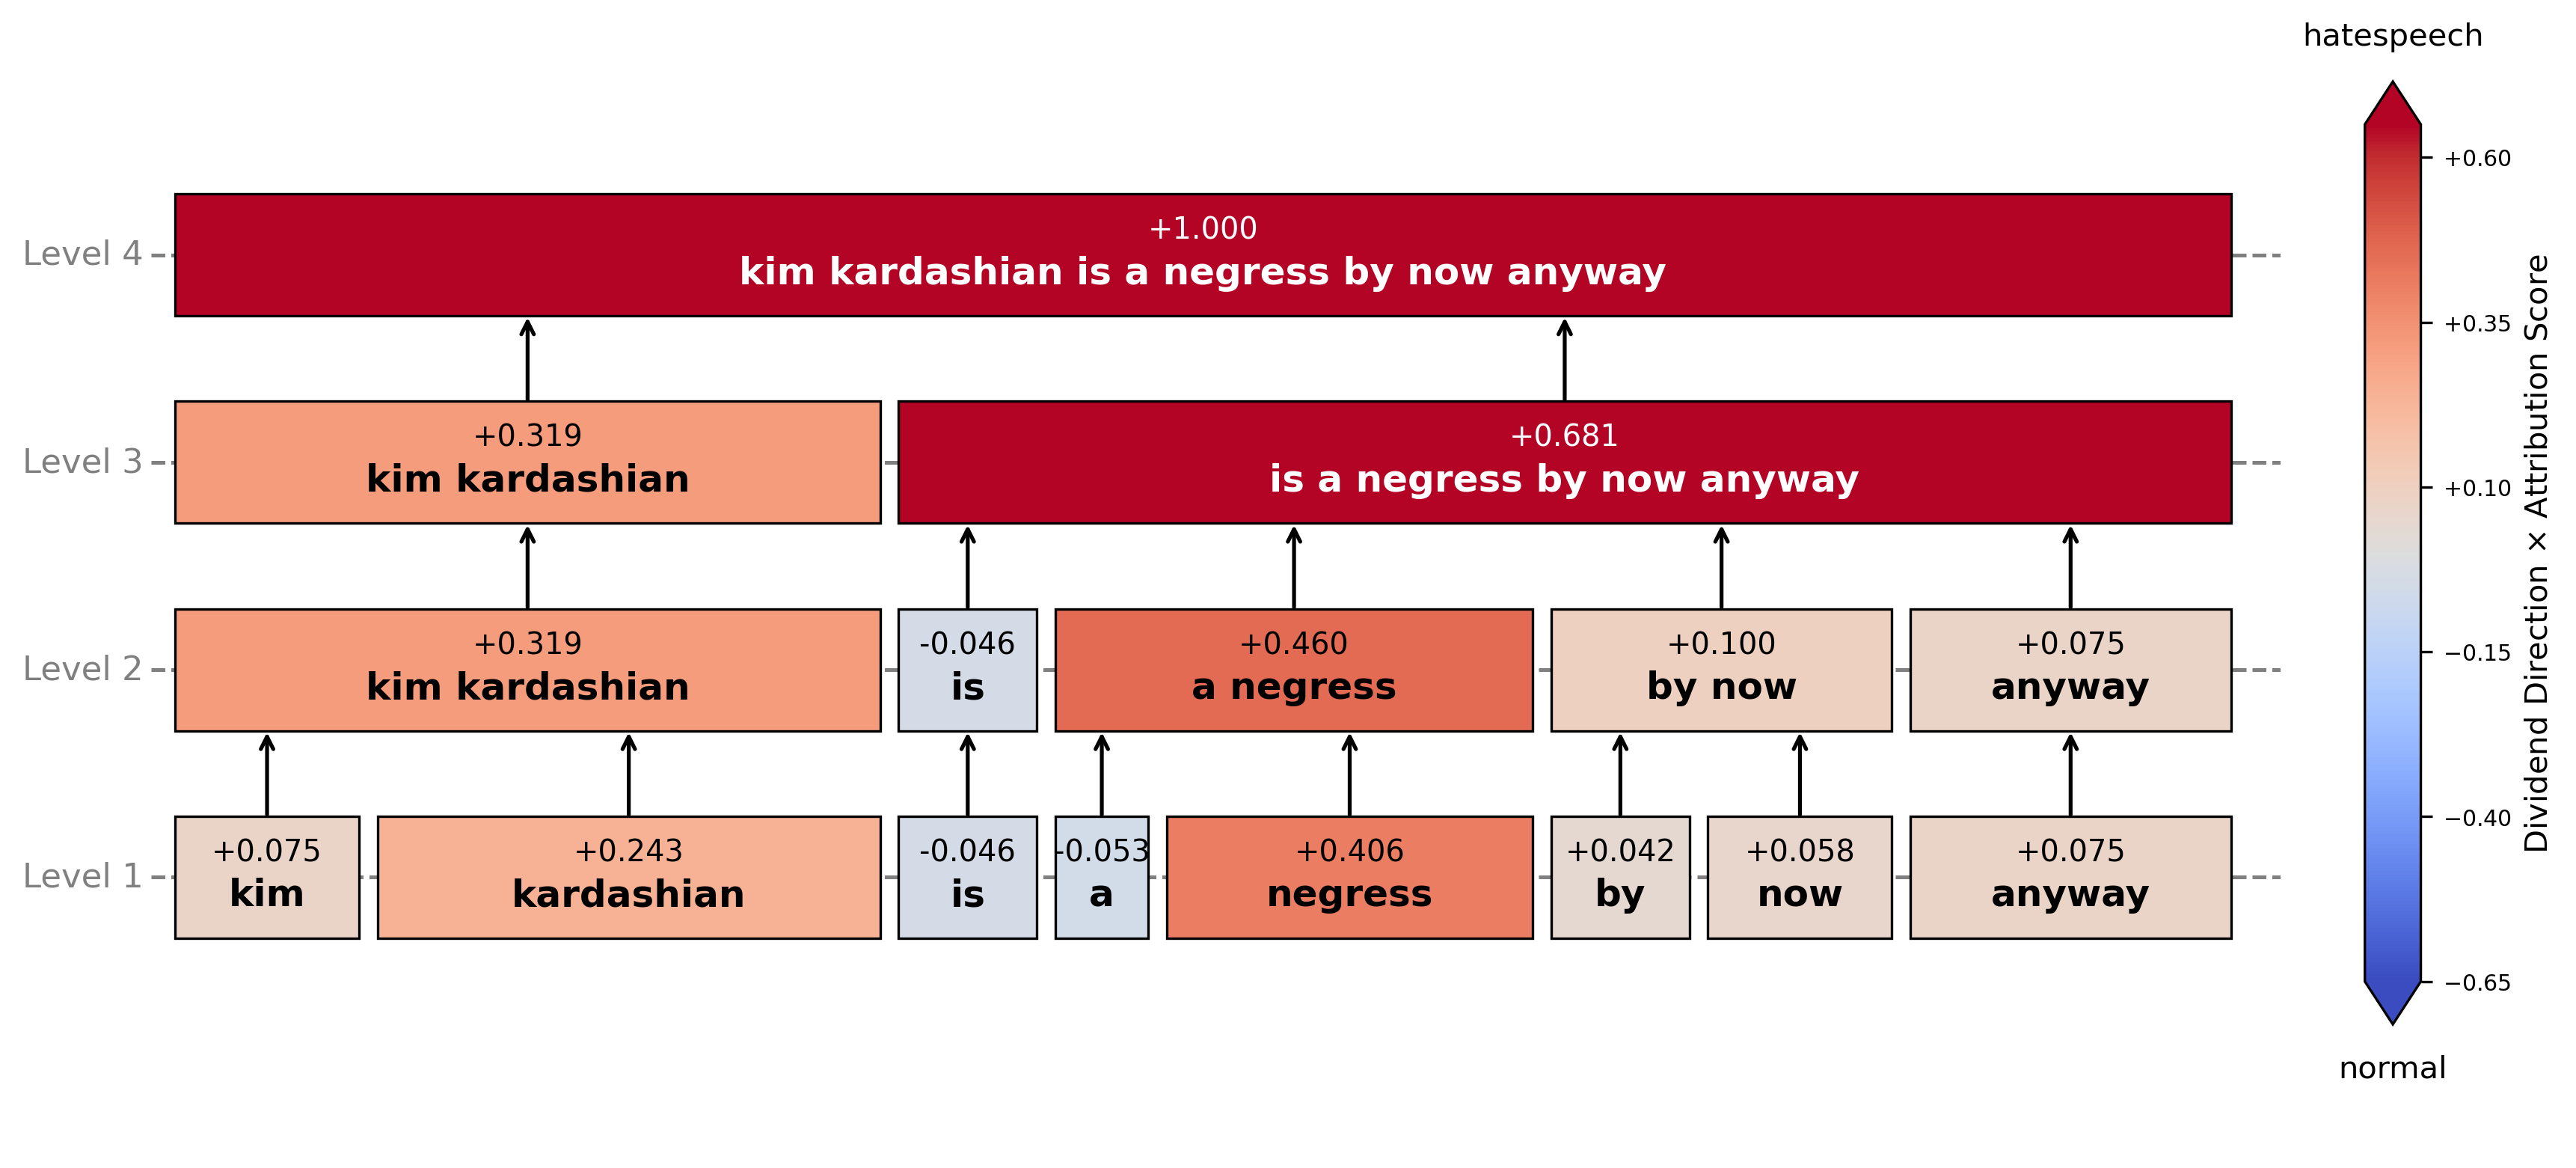 hatespeech
+0.60
+0.35
+0.10
−0.15
−0.40
−0.65
normal
Dividend Direction × Attribution Score
Level 4
+1.000
kim kardashian is a negress by now anyway
Level 3
+0.319
kim kardashian
+0.681
is a negress by now anyway
Level 2
+0.319
kim kardashian
-0.046
is
+0.460
a negress
+0.100
by now
+0.075
anyway
Level 1
+0.075
kim
+0.243
kardashian
-0.046
is
-0.053
a
+0.406
negress
+0.042
by
+0.058
now
+0.075
anyway